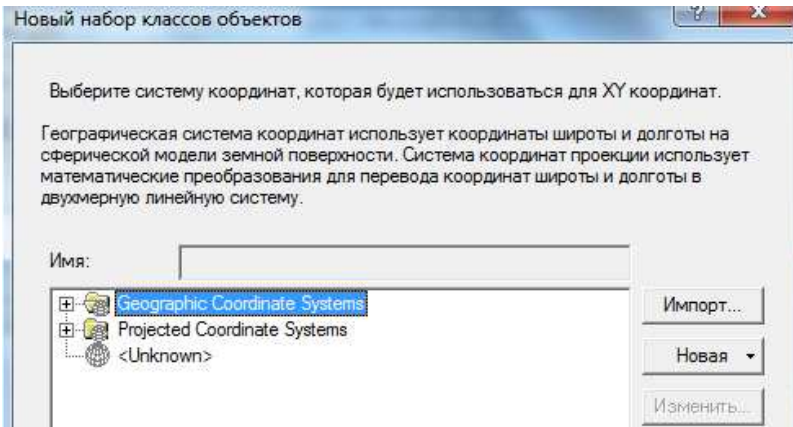 Новый набор классов объектов
Выберите систему координат, которая будет использоваться для XY координат.
Географическая система координат использует координаты широты и долготы на
сферической модели земной поверхности. Система координат проекции использует
математические преобразования для перевода координат широты и долготы в
двухмерную линейную систему.
Имя:
Geographic Coordinate Systems
Импорт...
Projected Coordinate Systems
<Unknown>
Новая
Изменить...